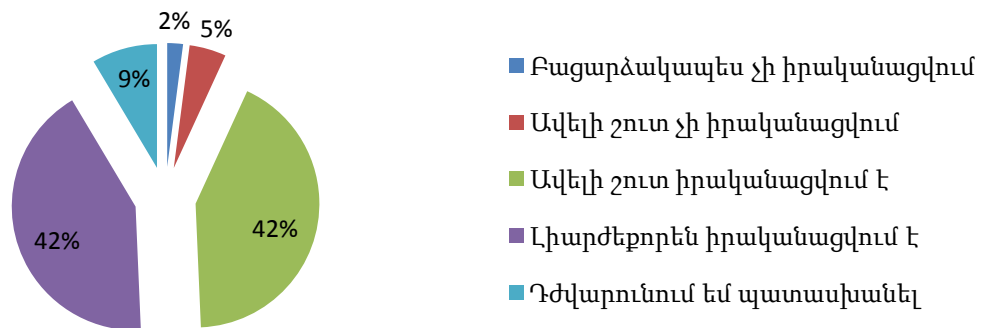 2%
5%
9%
42%
42%
Բացարձակապես չի իրականացվում
Ավելի շուտ չի իրականացվում
Ավելի շուտ իրականացվում է
Լիարժեքորեն իրականացվում է
Դժվարունում եմ պատասխանել